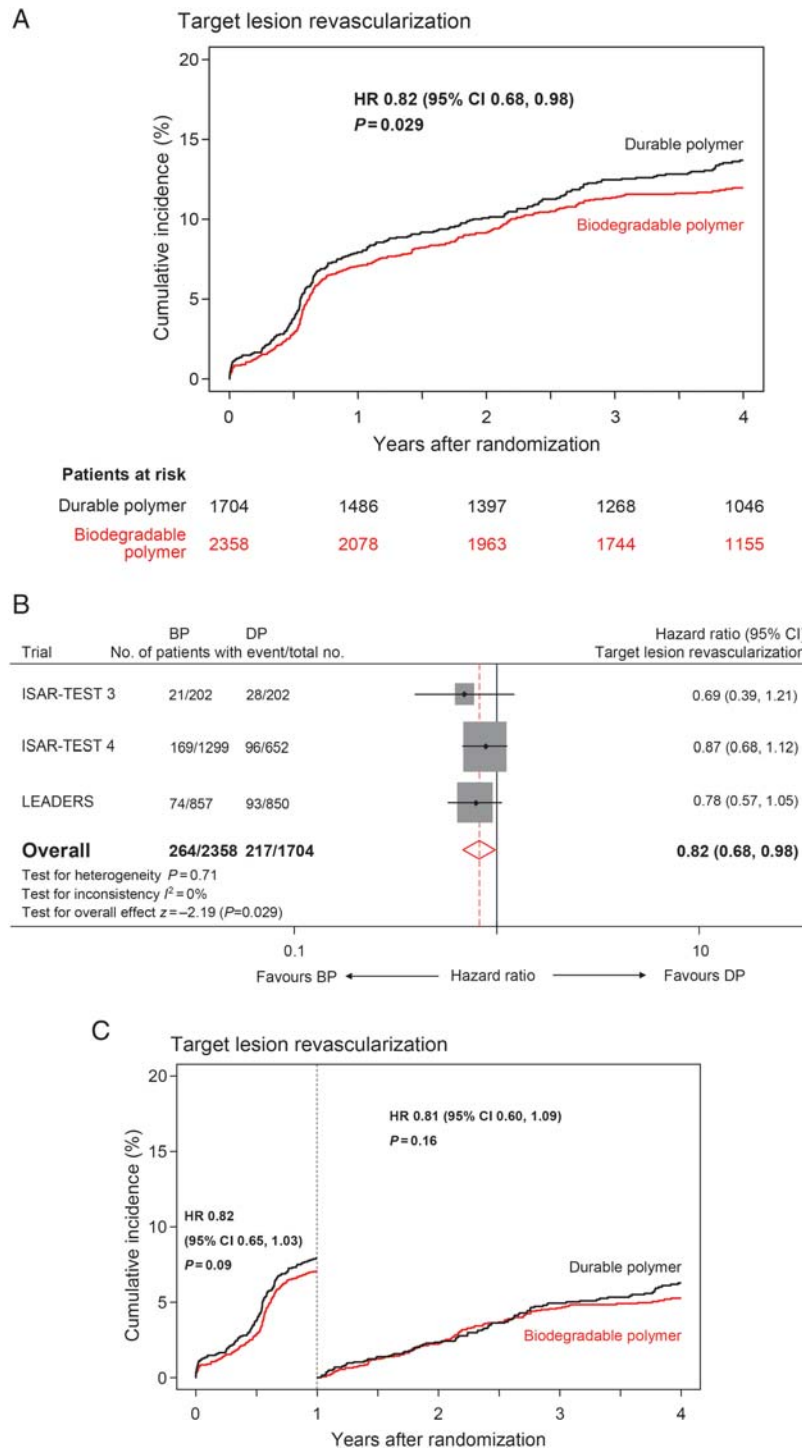 A
Target lesion revascularization
20
15
10
5
0
Cumulative incidence (%)
HR 0.82 (95% CI 0.68, 0.98)
P=0.029
Durable polymer
Biodegradable polymer
0 1 2 3 4
Years after randomization
Patients at risk
Durable polymer 1704 1486 1397 1268 1046
Biodegradable
polymer 2358 2078 1963 1744 1155
B
BP DP Hazard ratio (95% CI)
Trial No. of patients with event/total no. Target lesion revascularization
ISAR-TEST 3 21/202 28/202 0.69 (0.39, 1.21)
ISAR-TEST 4 169/1299 96/652 0.87 (0.68, 1.12)
LEADERS 74/857 93/850 0.78 (0.57, 1.05)
Overall 264/2358 217/1704 0.82 (0.68, 0.98)
Test for heterogeneity P=0.71
Test for inconsistency I²=0%
Test for overall effect z=–2.19 (P=0.029)
0.1 10
Favours BP Hazard ratio Favours DP
C
Target lesion revascularization
20
15
10
5
0
Cumulative incidence (%)
HR 0.81 (95% CI 0.60, 1.09)
P=0.16
HR 0.82
(95% CI 0.65, 1.03)
P=0.09
Durable polymer
Biodegradable polymer
0 1 2 3 4
Years after randomization